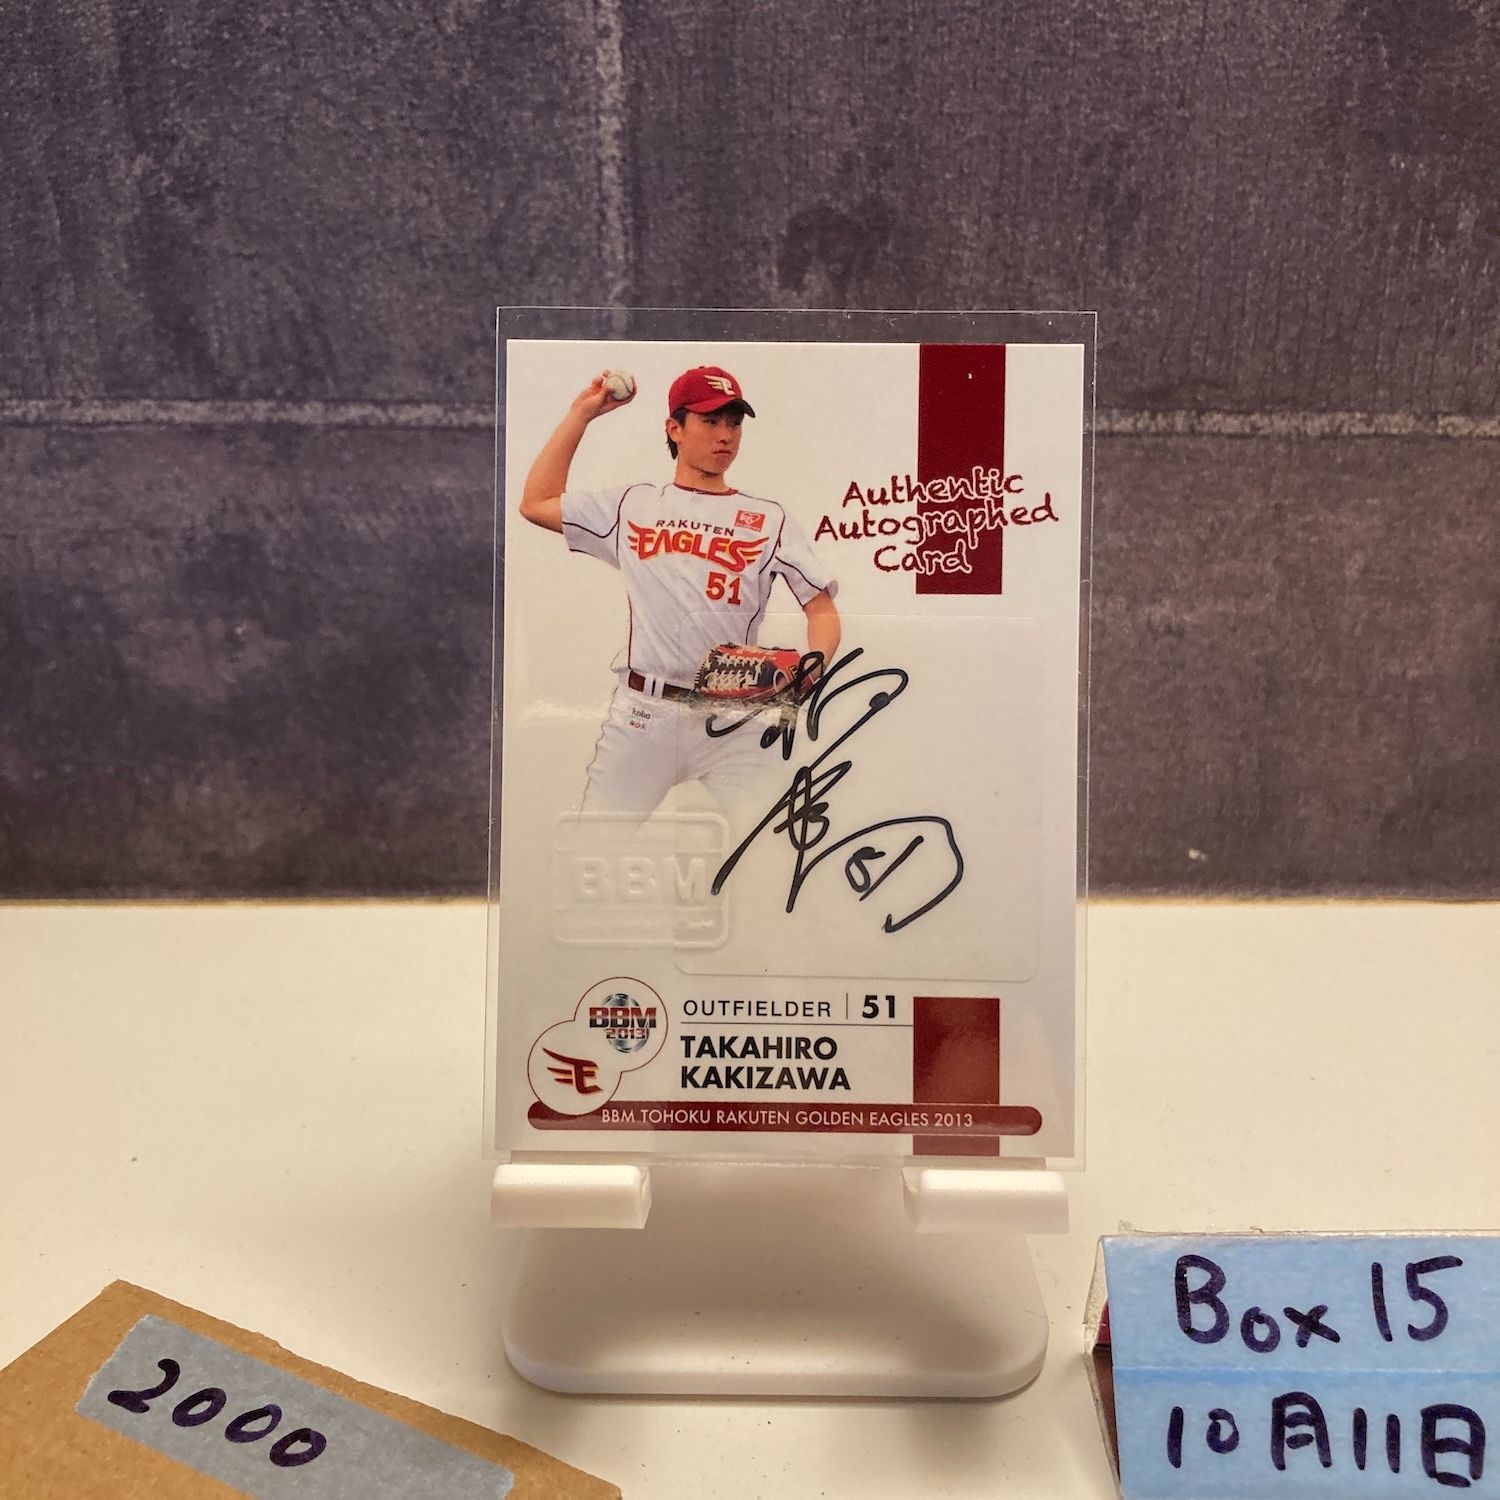 Authentic
Autographed
Card
RAKUTEN
EAGLES
51
kobo
BBM
BBM
2013
OUTFIELDER | 51
TAKAHIRO
KAKIZAWA
BBM TOHOKU RAKUTEN GOLDEN EAGLES 2013
2000
Box 15
10月11日